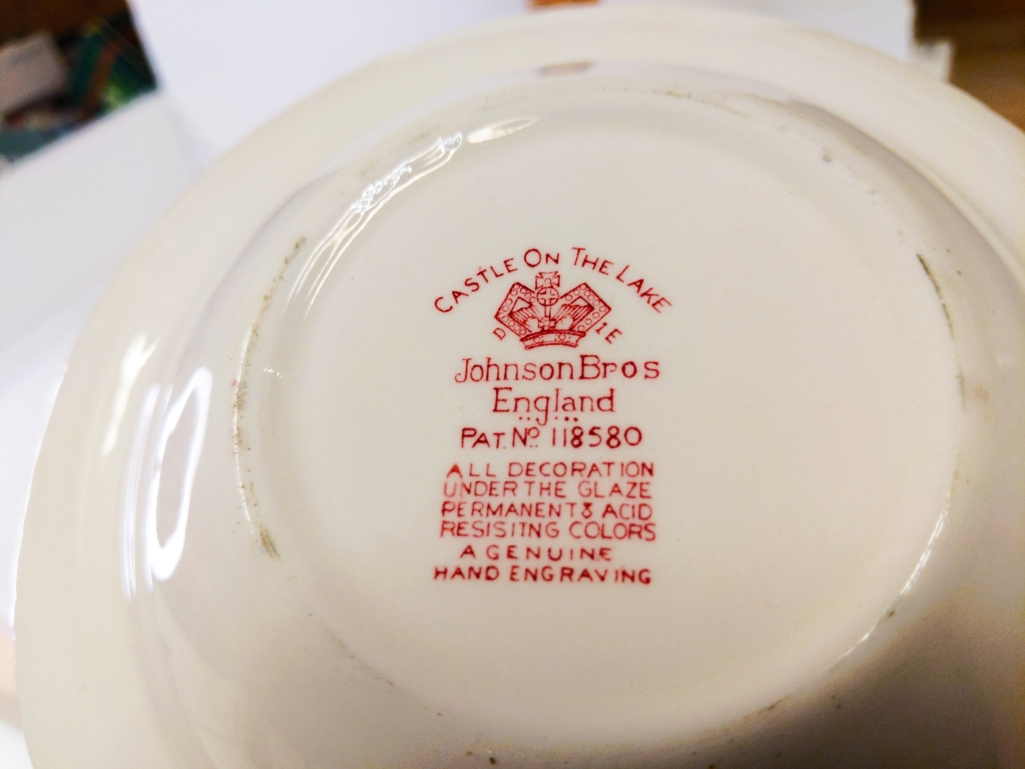 CASTLE ON THE LAKE
D 1E
Johnson Bros
England
PAT. Nº 118580
ALL DECORATION
UNDER THE GLAZE
PERMANENT & ACID
RESISITNG COLORS
A GENUINE
HAND ENGRAVING